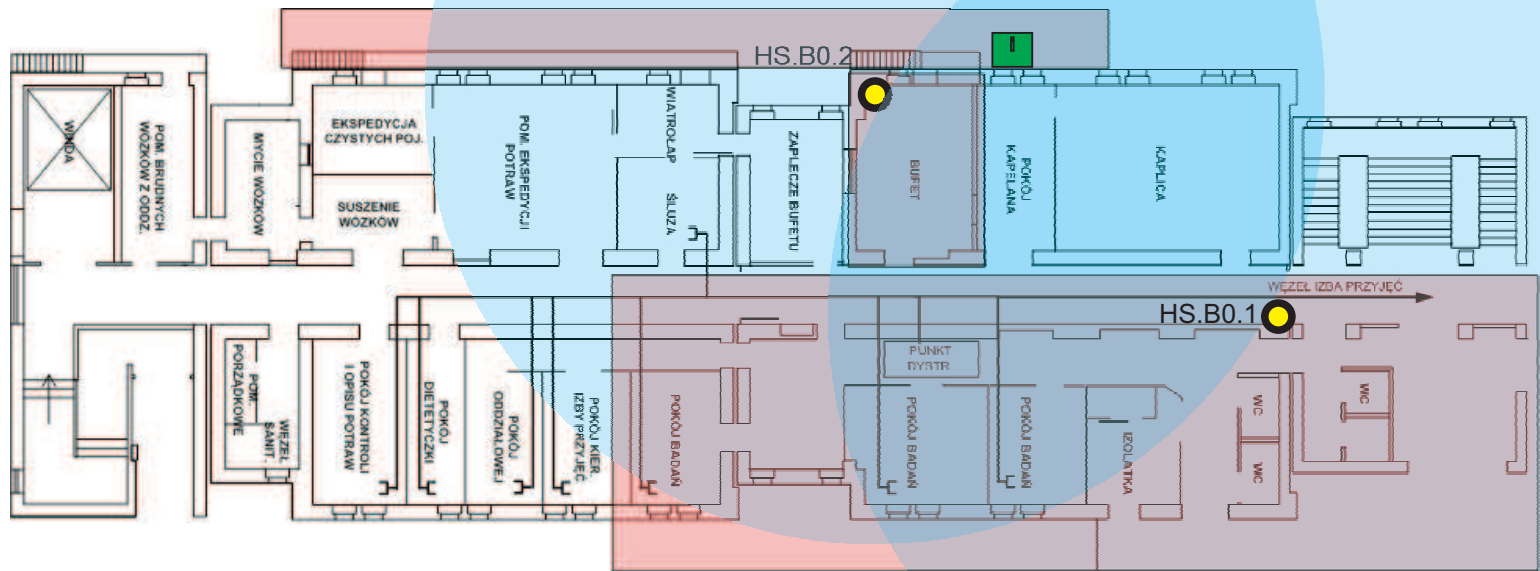 HS.B0.2
WINDA
POM. BRUDNYCH
WÓZKÓW Z ODDZ.
MYCIE WÓZKÓW
EKSPEDYCJA
CZYSTYCH POJ.
SUSZENIE
WÓZKÓW
POM. EKSPEDYCJI
POTRAW
WIATROŁAP
ŚLUZA
ZAPLECZE BUFETU
BUFET
POKÓJ
KAPELANA
KAPLICA
WĘZEŁ IZBA PRZYJĘĆ
HS.B0.1
POM.
PORZĄDKOWE
WĘZEŁ
SANIT.
POKÓJ KONTROLI
I OPISU POTRAW
POKÓJ
DIETETYCZKI
POKÓJ
ODDZIAŁOWEJ
POKÓJ KIER.
IZBY PRZYJĘĆ
POKÓJ BADAŃ
PUNKT
DYSTR
POKÓJ BADAŃ
POKÓJ BADAŃ
IZOLATKA
WC
WC
WC